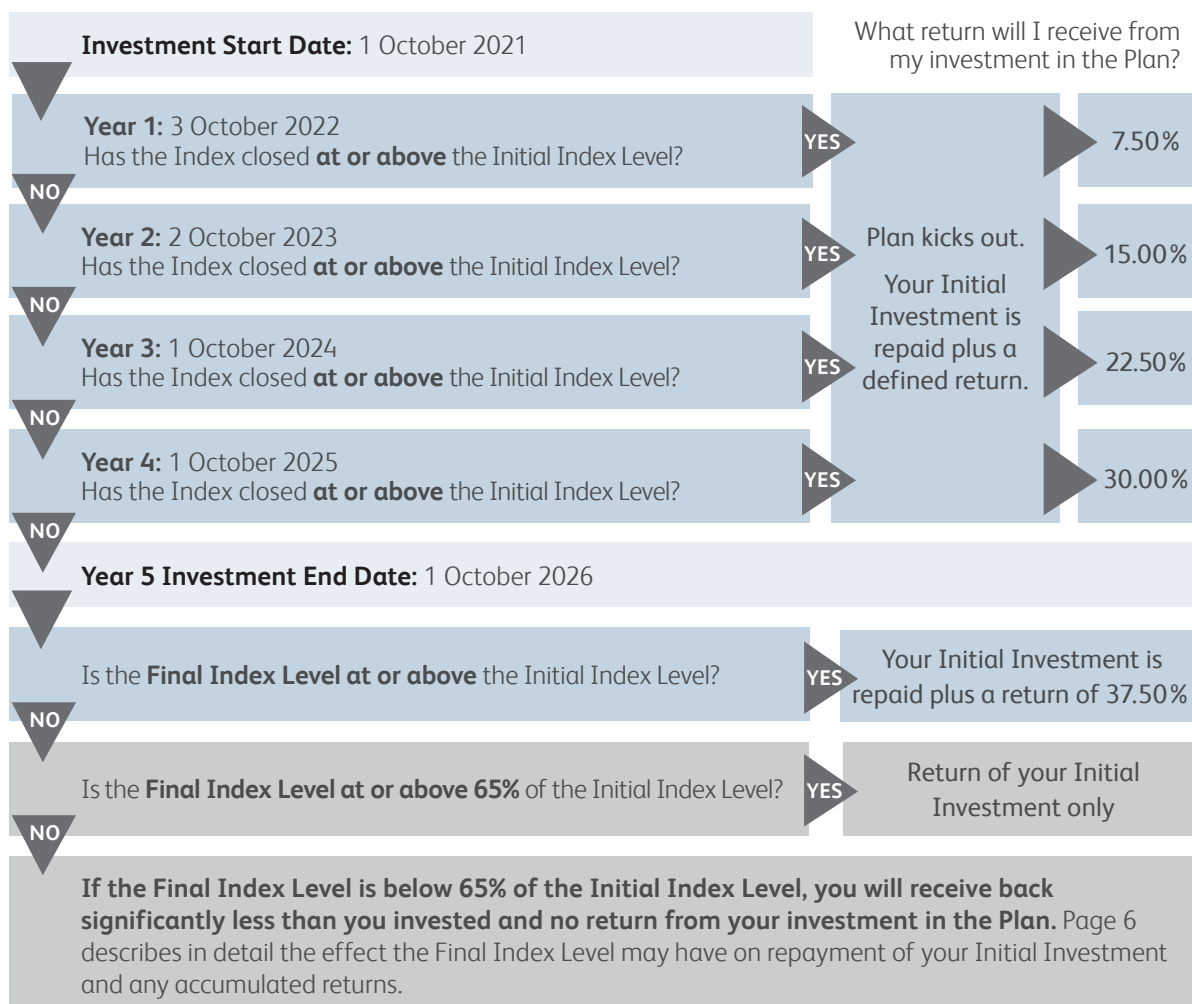 Investment Start Date: 1 October 2021
What return will I receive from
my investment in the Plan?
Year 1: 3 October 2022
Has the Index closed at or above the Initial Index Level?
YES
7.50%
NO
Year 2: 2 October 2023
Has the Index closed at or above the Initial Index Level?
YES
Plan kicks out.
Your Initial
Investment is
repaid plus a
defined return.
15.00%
NO
Year 3: 1 October 2024
Has the Index closed at or above the Initial Index Level?
YES
22.50%
NO
Year 4: 1 October 2025
Has the Index closed at or above the Initial Index Level?
YES
30.00%
NO
Year 5 Investment End Date: 1 October 2026
Is the Final Index Level at or above the Initial Index Level?
YES
Your Initial Investment is
repaid plus a return of 37.50%
NO
Is the Final Index Level at or above 65% of the Initial Index Level?
YES
Return of your Initial
Investment only
NO
If the Final Index Level is below 65% of the Initial Index Level, you will receive back
significantly less than you invested and no return from your investment in the Plan. Page 6
describes in detail the effect the Final Index Level may have on repayment of your Initial Investment
and any accumulated returns.